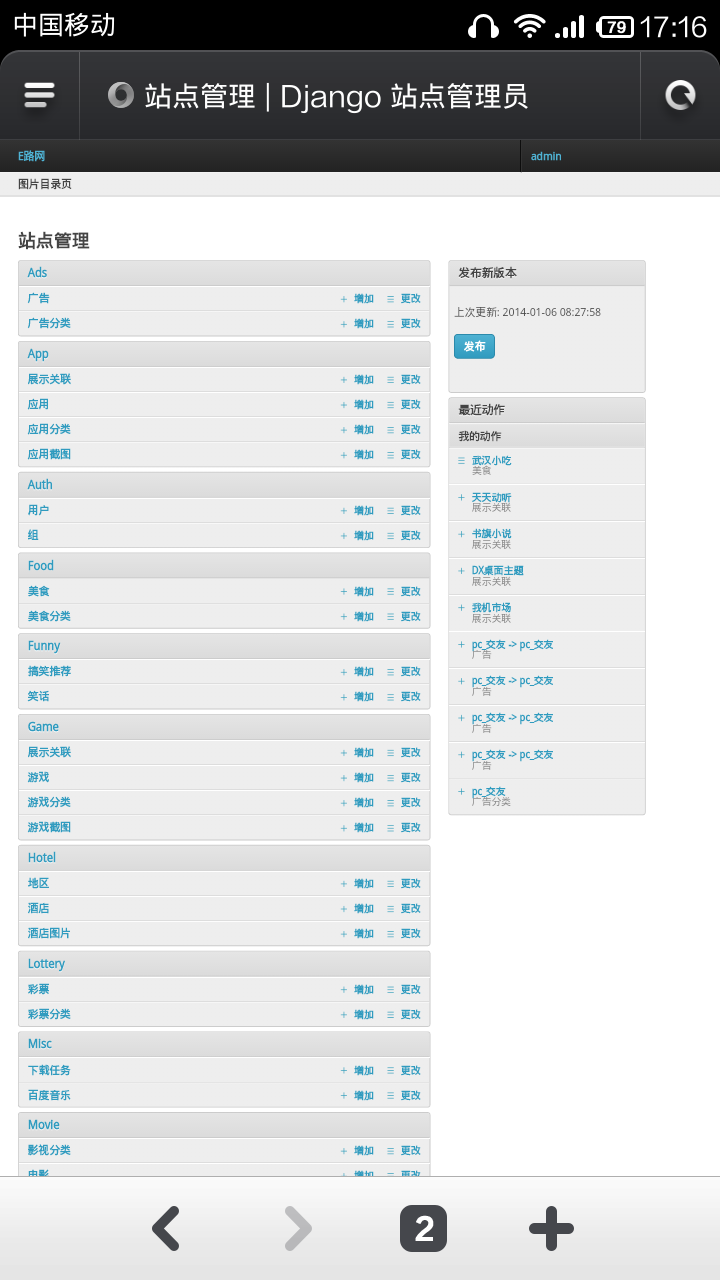 中国移动 79 17:16
站点管理 | Django 站点管理员
E路网 admin
图片目录页
站点管理
Ads
广告 增加 更改
广告分类 增加 更改
App
展示关联 增加 更改
应用 增加 更改
应用分类 增加 更改
应用截图 增加 更改
Auth
用户 增加 更改
组 增加 更改
Food
美食 增加 更改
美食分类 增加 更改
Funny
搞笑推荐 增加 更改
笑话 增加 更改
Game
展示关联 增加 更改
游戏 增加 更改
游戏分类 增加 更改
游戏截图 增加 更改
Hotel
地区 增加 更改
酒店 增加 更改
酒店图片 增加 更改
Lottery
彩票 增加 更改
彩票分类 增加 更改
Misc
下载任务 增加 更改
百度音乐 增加 更改
Movie
影视分类 增加 更改
电影 增加 更改
发布新版本
上次更新: 2014-01-06 08:27:58
发布
最近动作
我的动作
武汉小吃
美食
天天动听
展示关联
书旗小说
展示关联
DX桌面主题
展示关联
我机市场
展示关联
pc_交友 -> pc_交友
广告
pc_交友 -> pc_交友
广告
pc_交友 -> pc_交友
广告
pc_交友 -> pc_交友
广告
pc_交友
广告分类
2